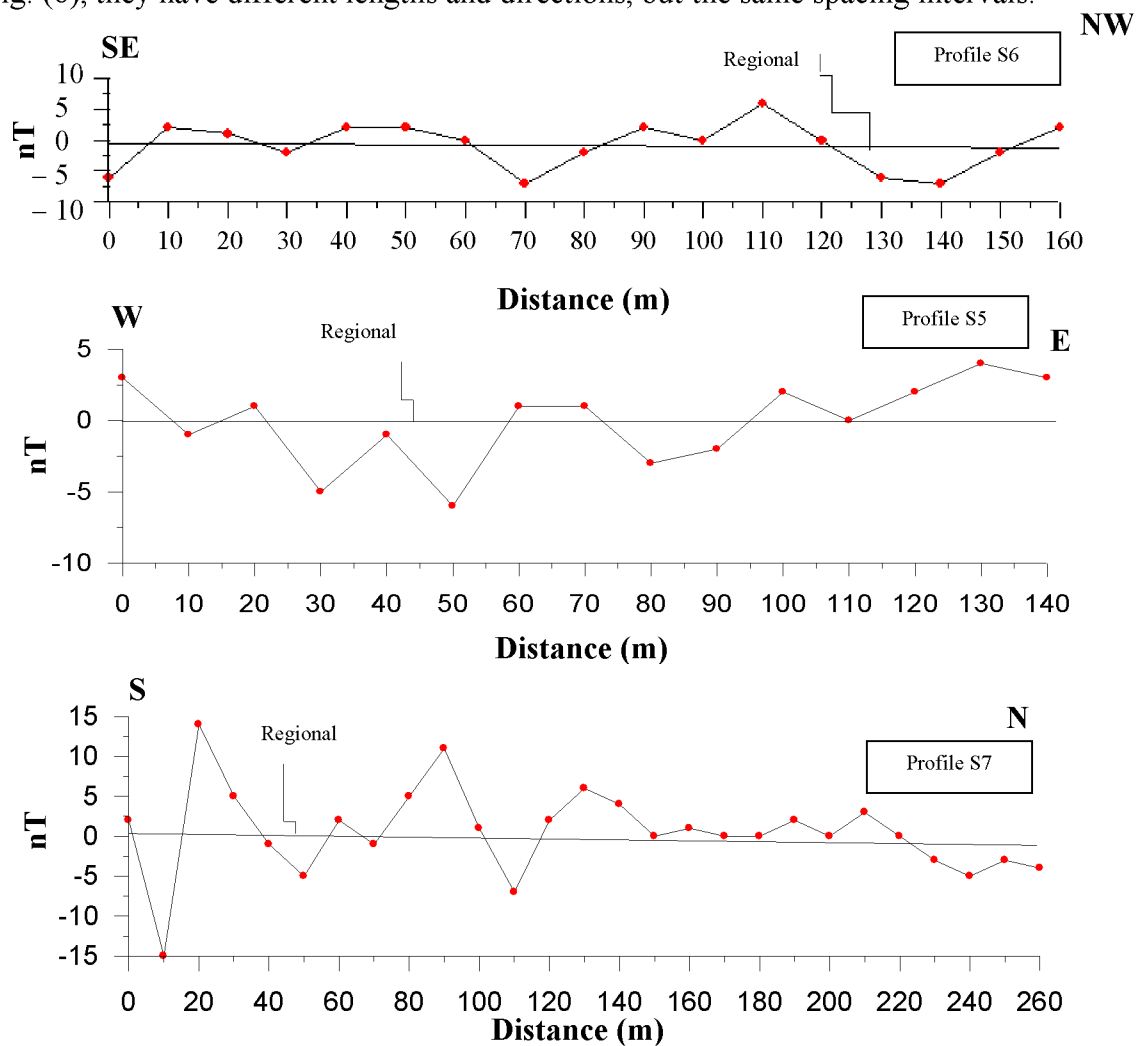 they have different lengths and directions, but the same spacing intervals.
NW
SE
Profile S6
Regional
10
5
0
– 5
– 10
nT
0 10 20 30 40 50 60 70 80 90 100 110 120 130 140 150 160
Distance (m)
W
Profile S5
Regional
E
5
0
-5
-10
nT
0 10 20 30 40 50 60 70 80 90 100 110 120 130 140
Distance (m)
S
N
Regional
Profile S7
15
10
5
0
-5
-10
-15
nT
0 20 40 60 80 100 120 140 160 180 200 220 240 260
Distance (m)